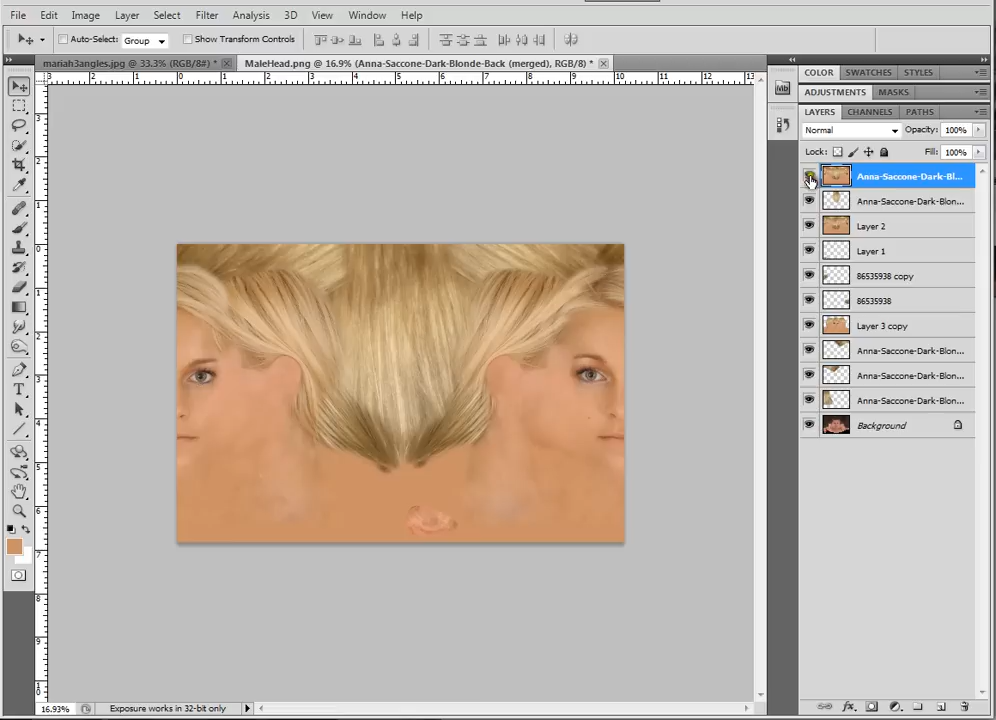 File Edit Image Layer Select Filter Analysis 3D View Window Help
Auto-Select: Group Show Transform Controls
mariah3angles.jpg @ 33.3% (RGB/8#) * MaleHead.png @ 16.9% (Anna-Saccone-Dark-Blonde-Back (merged), RGB/8) *
COLOR SWATCHES STYLES
ADJUSTMENTS MASKS
LAYERS CHANNELS PATHS
Normal Opacity: 100%
Lock: Fill: 100%
Anna-Saccone-Dark-Bl...
Anna-Saccone-Dark-Blon...
Layer 2
Layer 1
86535938 copy
86535938
Layer 3 copy
Anna-Saccone-Dark-Blon...
Anna-Saccone-Dark-Blon...
Anna-Saccone-Dark-Blon...
Background
16.93% Exposure works in 32-bit only